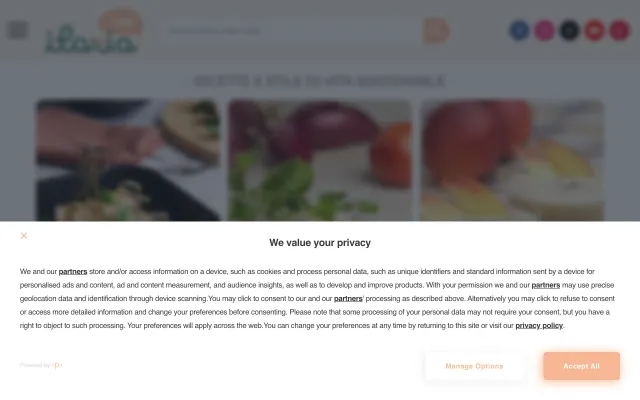 ilaria
RICETTE E STILE DI VITA SOSTENIBILE
We value your privacy
We and our partners store and/or access information on a device, such as cookies and process personal data, such as unique identifiers and standard information sent by a device for
personalised ads and content, ad and content measurement, and audience insights, as well as to develop and improve products. With your permission we and our partners may use precise
geolocation data and identification through device scanning.You may click to consent to our and our partners' processing as described above. Alternatively you may click to refuse to consent
or access more detailed information and change your preferences before consenting. Please note that some processing of your personal data may not require your consent, but you have a
right to object to such processing. Your preferences will apply across the web.You can change your preferences at any time by returning to this site or visit our privacy policy.
Powered by
Manage Options
Accept All